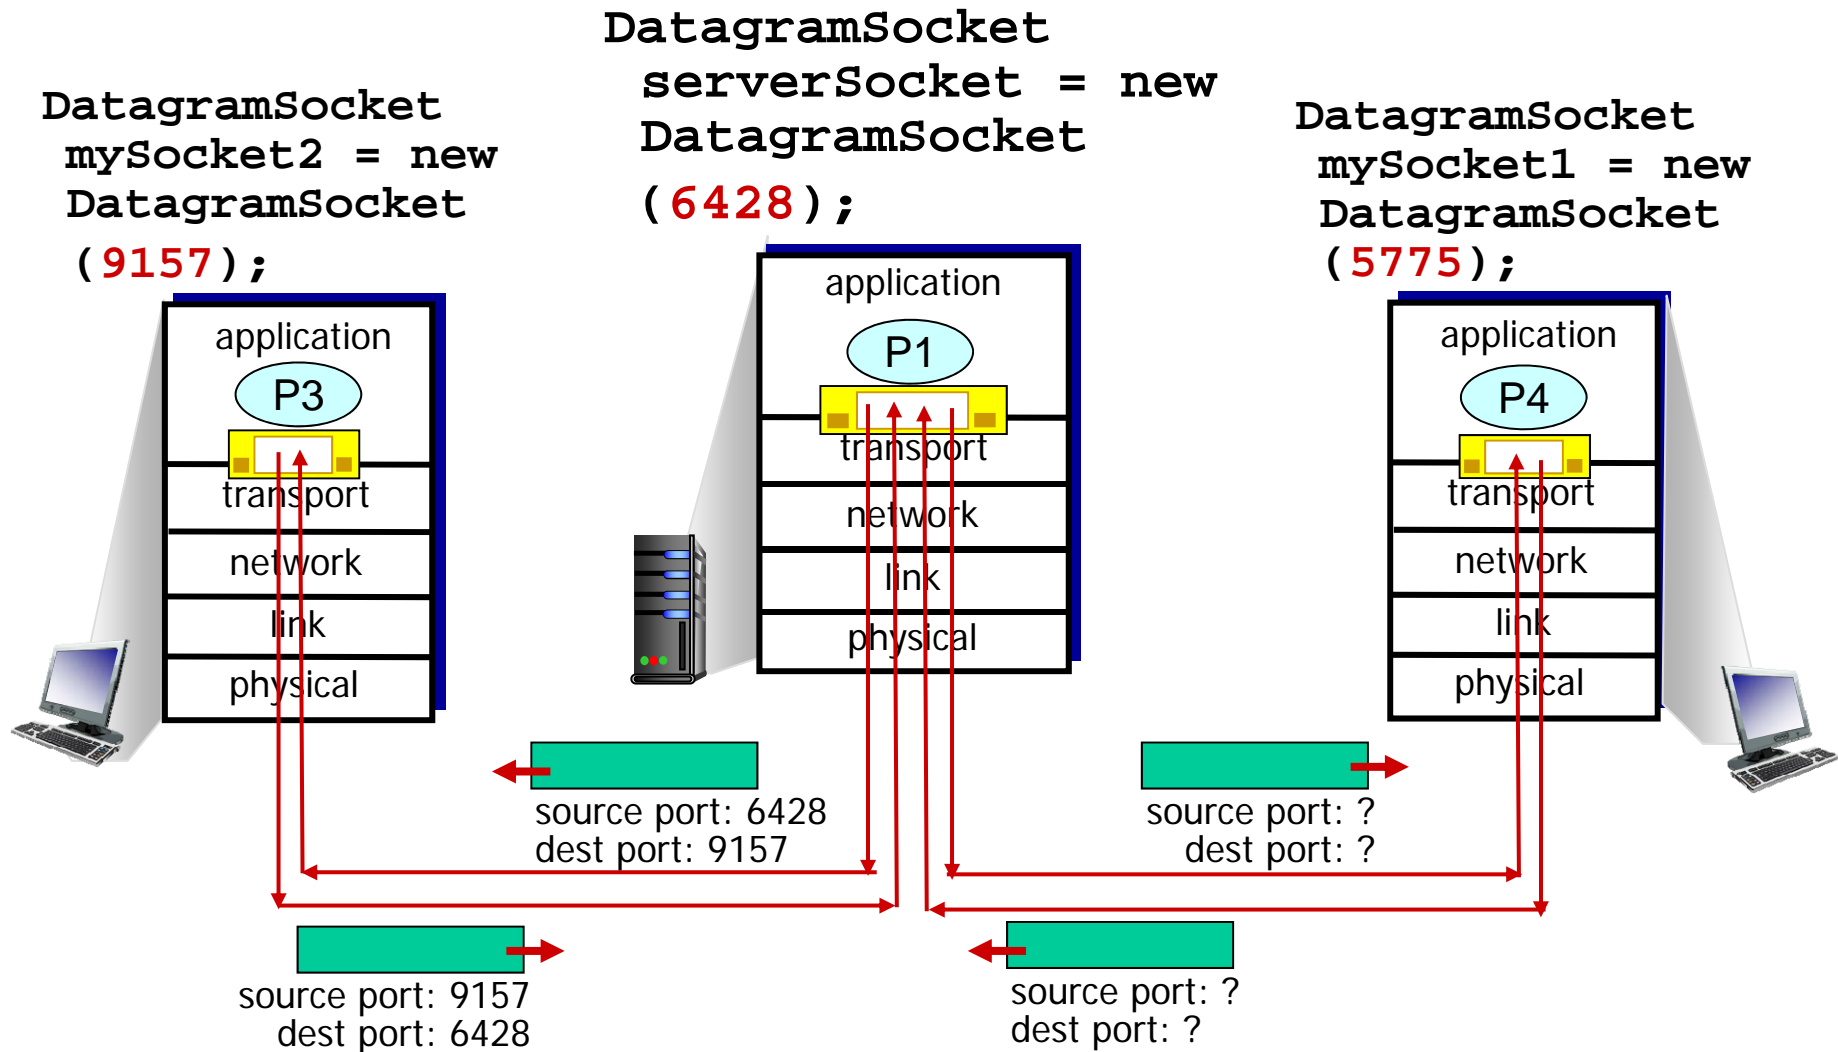 DatagramSocket
mySocket2 = new
DatagramSocket
(9157);
DatagramSocket
serverSocket = new
DatagramSocket
(6428);
DatagramSocket
mySocket1 = new
DatagramSocket
(5775);
application
P3
transport
network
link
physical
application
P1
transport
network
link
physical
application
P4
transport
network
link
physical
source port: 6428
dest port: 9157
source port: ?
dest port: ?
source port: 9157
dest port: 6428
source port: ?
dest port: ?